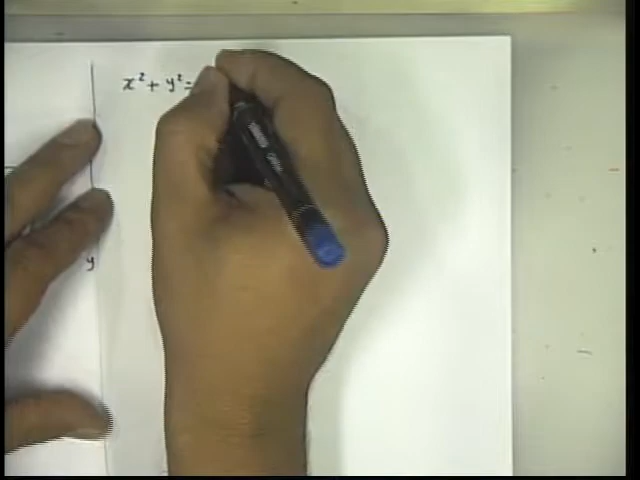 x² + y² =
y